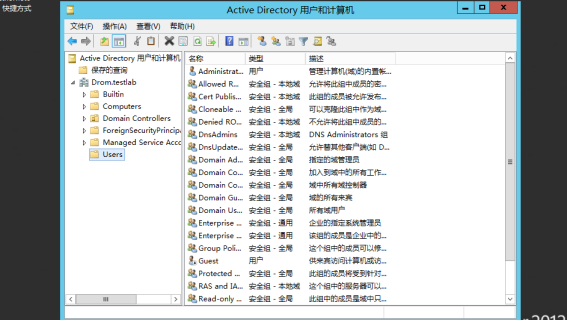 快捷方式
Active Directory 用户和计算机
文件(F) 操作(A) 查看(V) 帮助(H)
Active Directory 用户和计算机
保存的查询
Drom.testlab
Builtin
Computers
Domain Controllers
ForeignSecurityPrincipa
Managed Service Acco
Users
名称 类型 描述
Administrat... 用户 管理计算机(域)的内置帐...
Allowed R... 安全组 - 本地域 允许将此组中成员的密...
Cert Publis... 安全组 - 本地域 此组的成员被允许发布...
Cloneable ... 安全组 - 全局 可以克隆此组中作为域...
Denied RO... 安全组 - 本地域 不允许将此组中成员的...
DnsAdmins 安全组 - 本地域 DNS Administrators 组
DnsUpdate... 安全组 - 全局 允许替其他客户端(如 D...
Domain Ad... 安全组 - 全局 指定的域管理员
Domain Co... 安全组 - 全局 加入到域中的所有工作...
Domain Co... 安全组 - 全局 域中所有域控制器
Domain Gu... 安全组 - 全局 域的所有来宾
Domain Us... 安全组 - 全局 所有域用户
Enterprise ... 安全组 - 通用 企业的指定系统管理员
Enterprise ... 安全组 - 通用 该组的成员是企业中的...
Group Poli... 安全组 - 全局 这个组中的成员可以修...
Guest 用户 供来宾访问计算机或访...
Protected ... 安全组 - 全局 此组的成员将受到针对...
RAS and IA... 安全组 - 本地域 这个组中的服务器可以...
Read-only ... 安全组 - 全局 此组中的成员是域中只...
2012